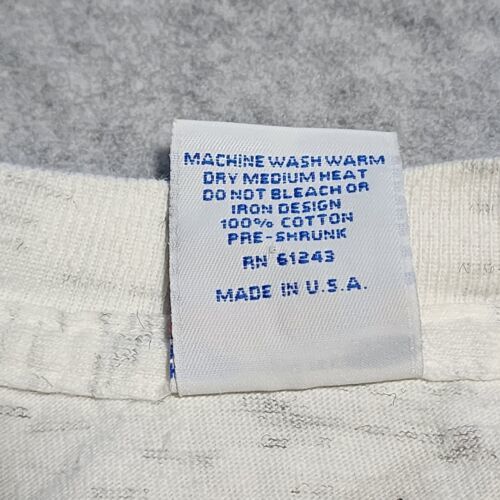 MACHINE WASH WARM
DRY MEDIUM HEAT
DO NOT BLEACH OR
IRON DESIGN
100% COTTON
PRE-SHRUNK
RN 61243
MADE IN U.S.A.